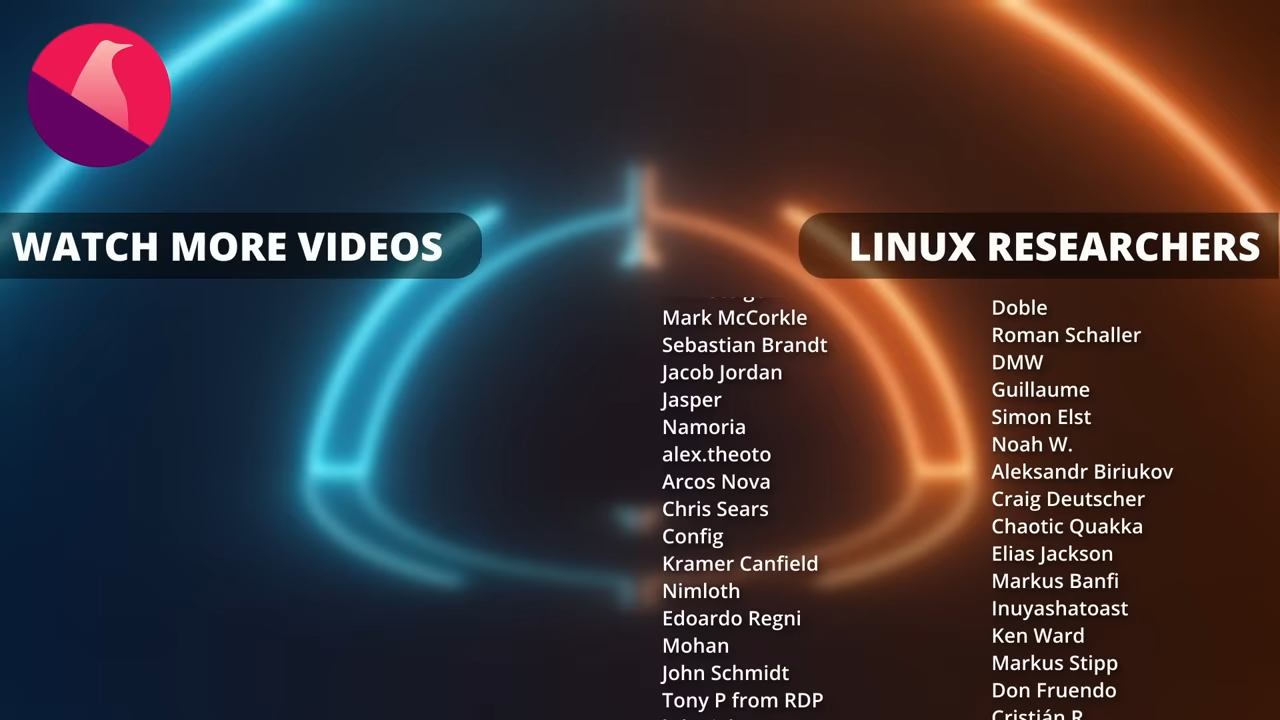 WATCH MORE VIDEOS
LINUX RESEARCHERS
Mark McCorkle
Sebastian Brandt
Jacob Jordan
Jasper
Namoria
alex.theoto
Arcos Nova
Chris Sears
Config
Kramer Canfield
Nimloth
Edoardo Regni
Mohan
John Schmidt
Tony P from RDP
Doble
Roman Schaller
DMW
Guillaume
Simon Elst
Noah W.
Aleksandr Biriukov
Craig Deutscher
Chaotic Quakka
Elias Jackson
Markus Banfi
Inuyashatoast
Ken Ward
Markus Stipp
Don Fruendo
Cristián R